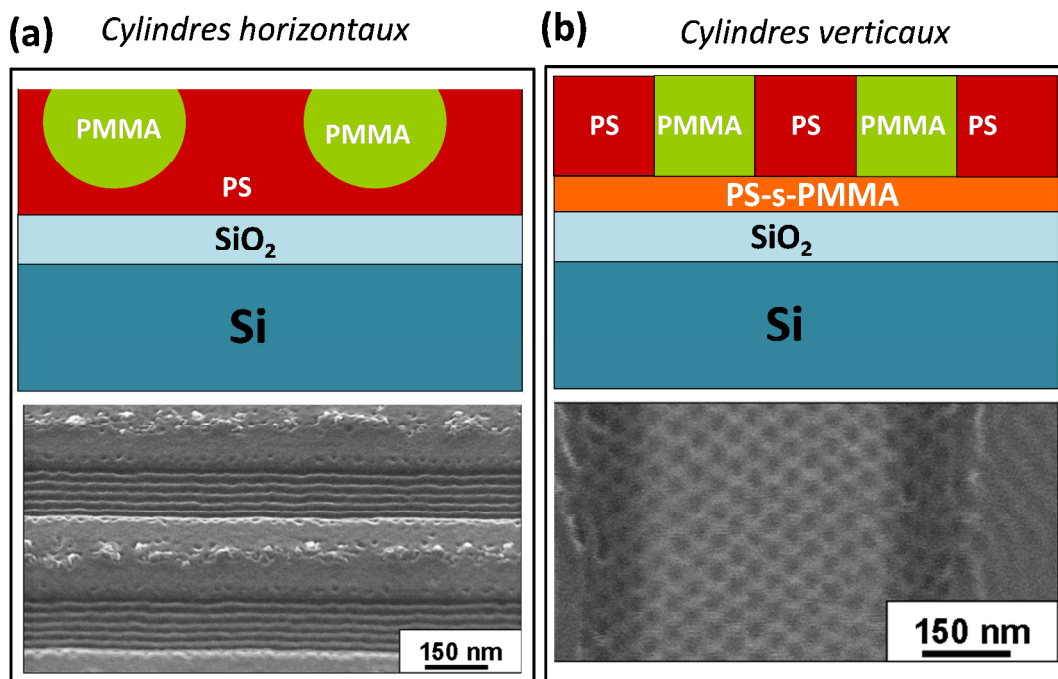 (a) Cylindres horizontaux
PMMA
PMMA
PS
SiO₂
Si
150 nm
(b) Cylindres verticaux
PS PMMA PS PMMA PS
PS-s-PMMA
SiO₂
Si
150 nm